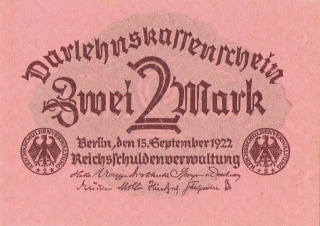 Darlehnskassenschein
Zwei 2 Mark
Berlin, den 15. September 1922
Reichsschuldenverwaltung